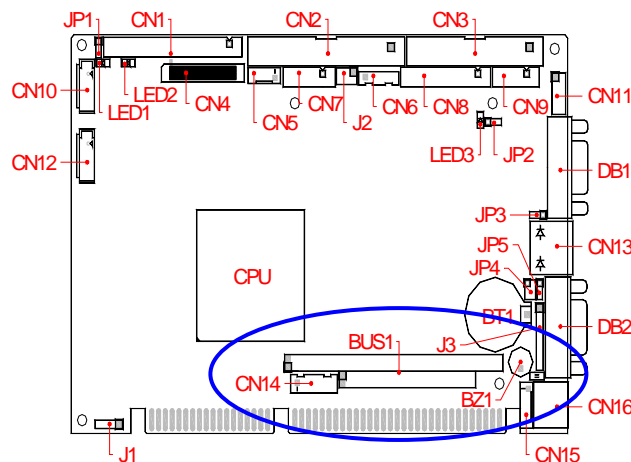 JP1 CN1 CN2 CN3
CN10 LED1 LED2 CN4 CN5 CN7 J2 CN6 CN8 CN9 CN11
CN12 LED3 JP2 DB1
JP3
CN13
JP5
CPU JP4
BT1
DB2
BUS1 J3
CN14
BZ1 CN16
J1 CN15